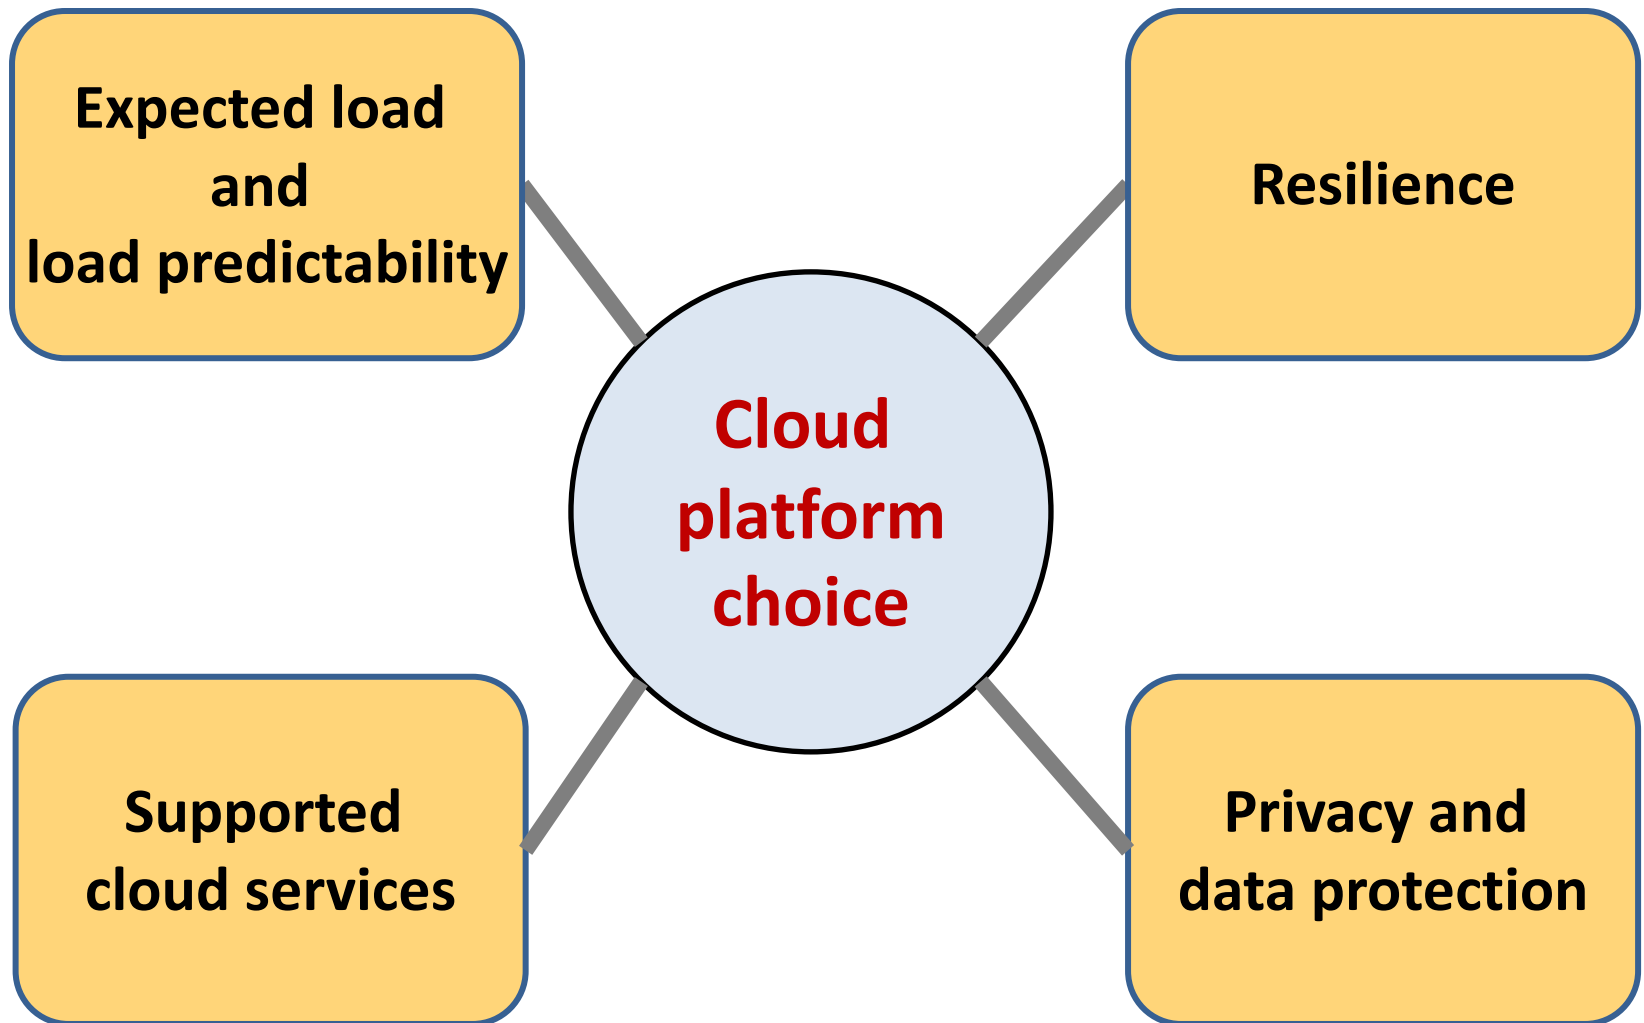 Expected load
and
load predictability
Resilience
Cloud
platform
choice
Supported
cloud services
Privacy and
data protection